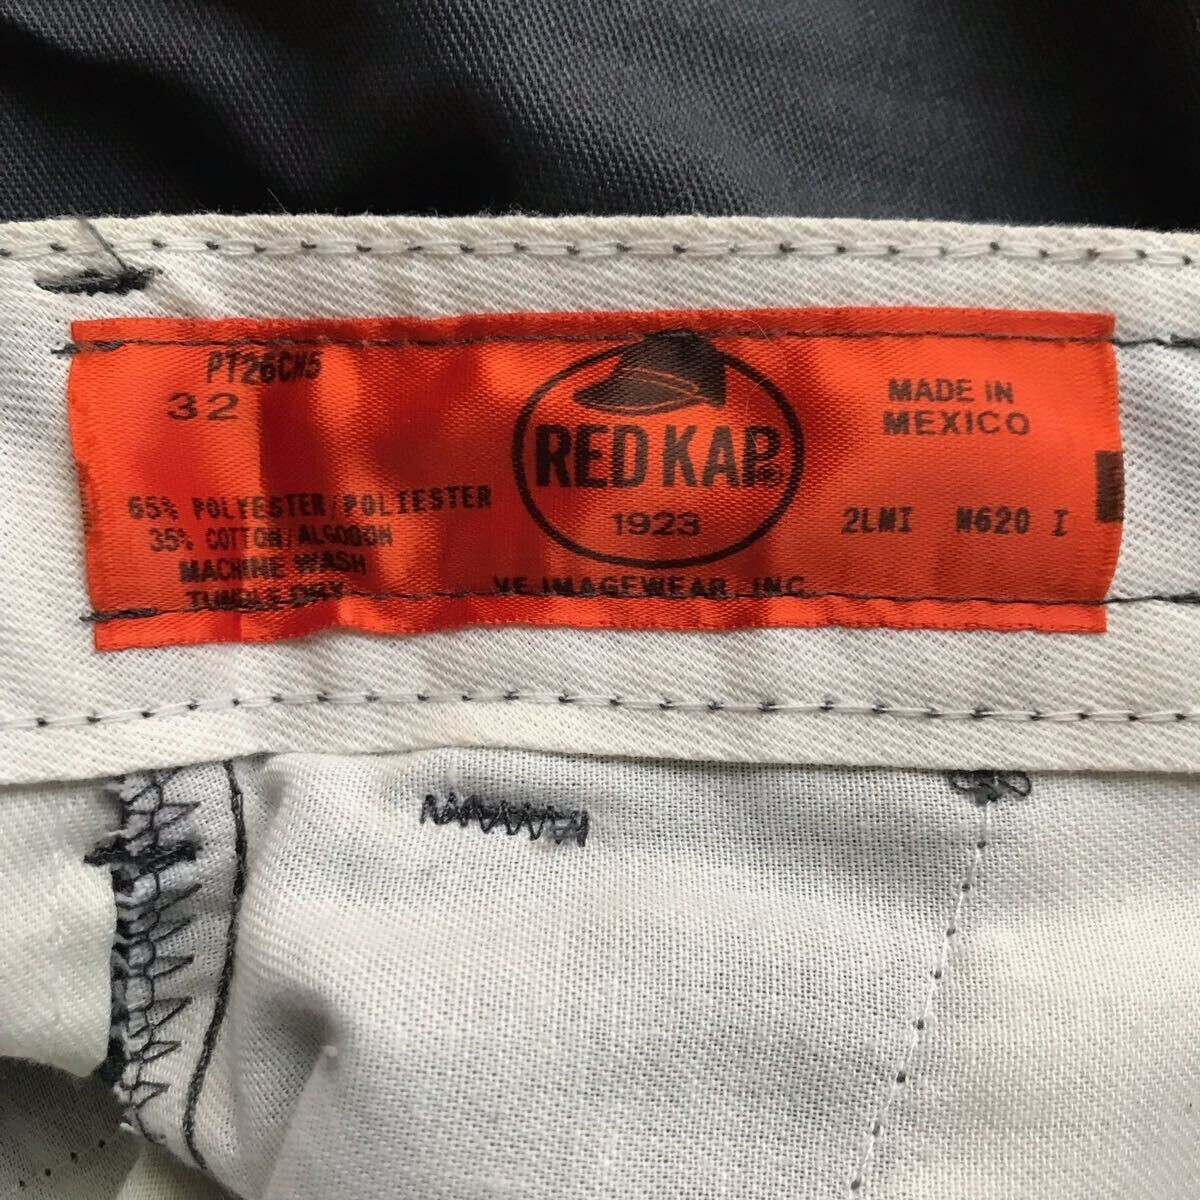 PT26CH5
32
65% POLYESTER/POLIESTER
35% COTTON/ALGODON
MACHINE WASH
TUMBLE DRY
RED KAP®
1923
VF IMAGEWEAR, INC.
MADE IN
MEXICO
2LMI N620 I